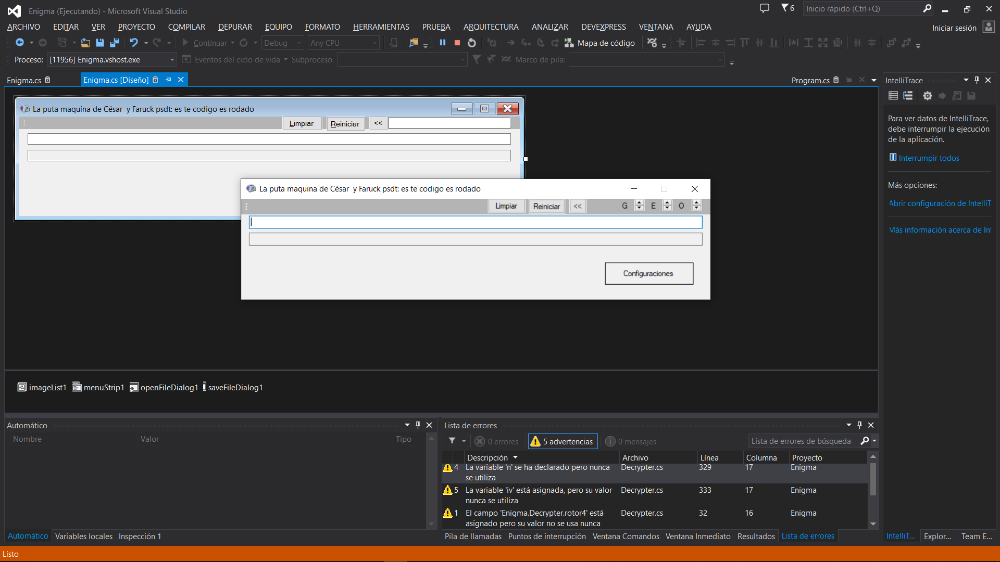 Enigma (Ejecutando) - Microsoft Visual Studio
6
Inicio rápido (Ctrl+Q)
ARCHIVO EDITAR VER PROYECTO COMPILAR DEPURAR EQUIPO FORMATO HERRAMIENTAS PRUEBA ARQUITECTURA ANALIZAR DEVEXPRESS VENTANA AYUDA
Iniciar sesión
Continuar Debug Any CPU Mapa de código
Proceso: [11956] Enigma.vshost.exe Eventos del ciclo de vida Subproceso: Marco de pila:
Enigma.cs Enigma.cs [Diseño] Program.cs
La puta maquina de César y Faruck psdt: es te codigo es rodado
Limpiar Reiniciar <<
La puta maquina de César y Faruck psdt: es te codigo es rodado
Limpiar Reiniciar << G E O
Configuraciones
imageList1 menuStrip1 openFileDialog1 saveFileDialog1
IntelliTrace
Para ver datos de IntelliTrace,
debe interrumpir la ejecución
de la aplicación.
Interrumpir todos
Más opciones:
Abrir configuración de IntelliT
Más información acerca de Int
Automático
Nombre Valor Tipo
Automático Variables locales Inspección 1
Lista de errores
0 errores 5 advertencias 0 mensajes Lista de errores de búsqueda
Descripción Archivo Línea Columna Proyecto
4 La variable 'n' se ha declarado pero nunca Decrypter.cs 329 17 Enigma
se utiliza
5 La variable 'iv' está asignada, pero su valor Decrypter.cs 333 17 Enigma
nunca se utiliza
1 El campo 'Enigma.Decrypter.rotor4' está Decrypter.cs 32 16 Enigma
asignado pero su valor no se usa nunca
Pila de llamadas Puntos de interrupción Ventana Comandos Ventana Inmediato Resultados Lista de errores
IntelliT... Explor... Team E...
Listo